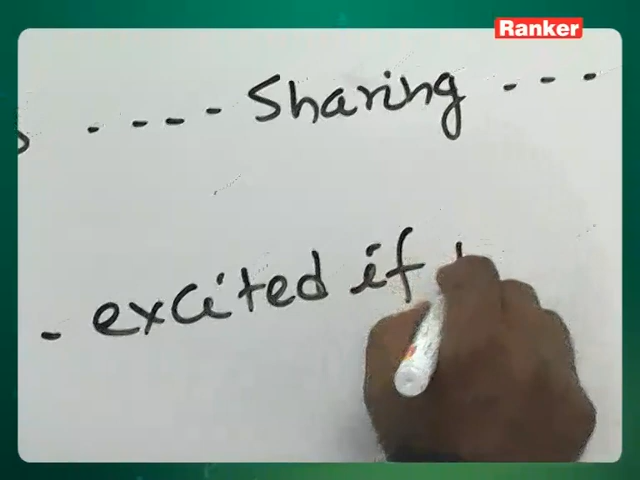 Ranker
---- Sharing ---
- excited if